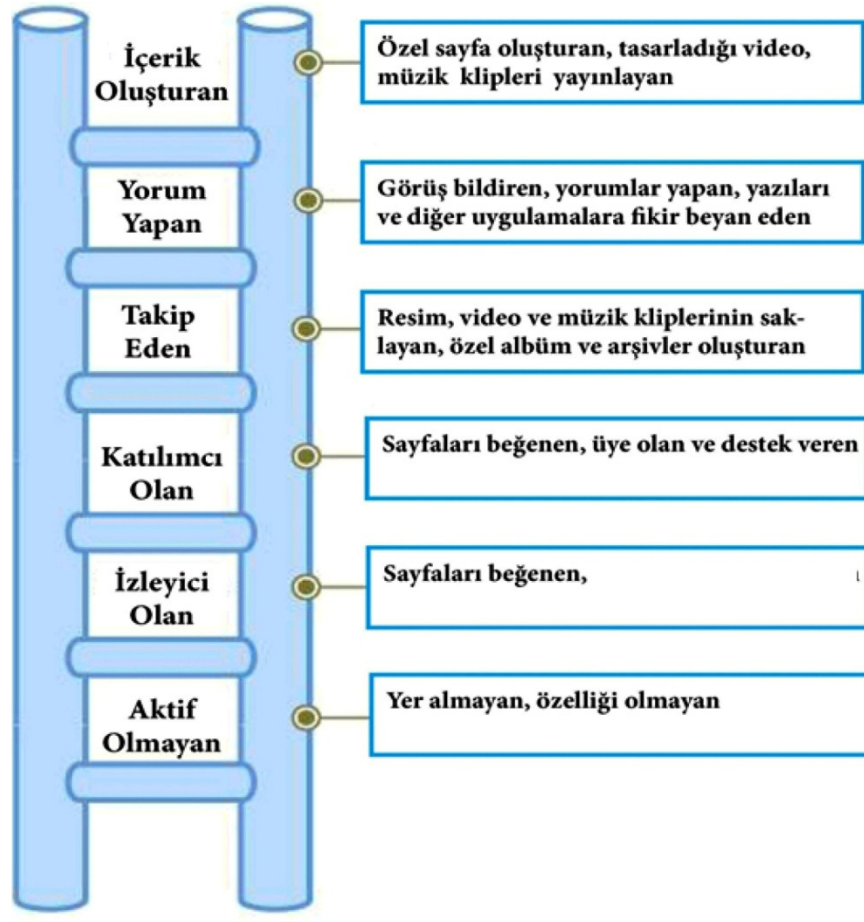 İçerik
Oluşturan
Özel sayfa oluşturan, tasarladığı video,
müzik klipleri yayınlayan
Yorum
Yapan
Görüş bildiren, yorumlar yapan, yazıları
ve diğer uygulamalara fikir beyan eden
Takip
Eden
Resim, video ve müzik kliplerinin sak-
layan, özel albüm ve arşivler oluşturan
Katılımcı
Olan
Sayfaları beğenen, üye olan ve destek veren
İzleyici
Olan
Sayfaları beğenen,
Aktif
Olmayan
Yer almayan, özelliği olmayan